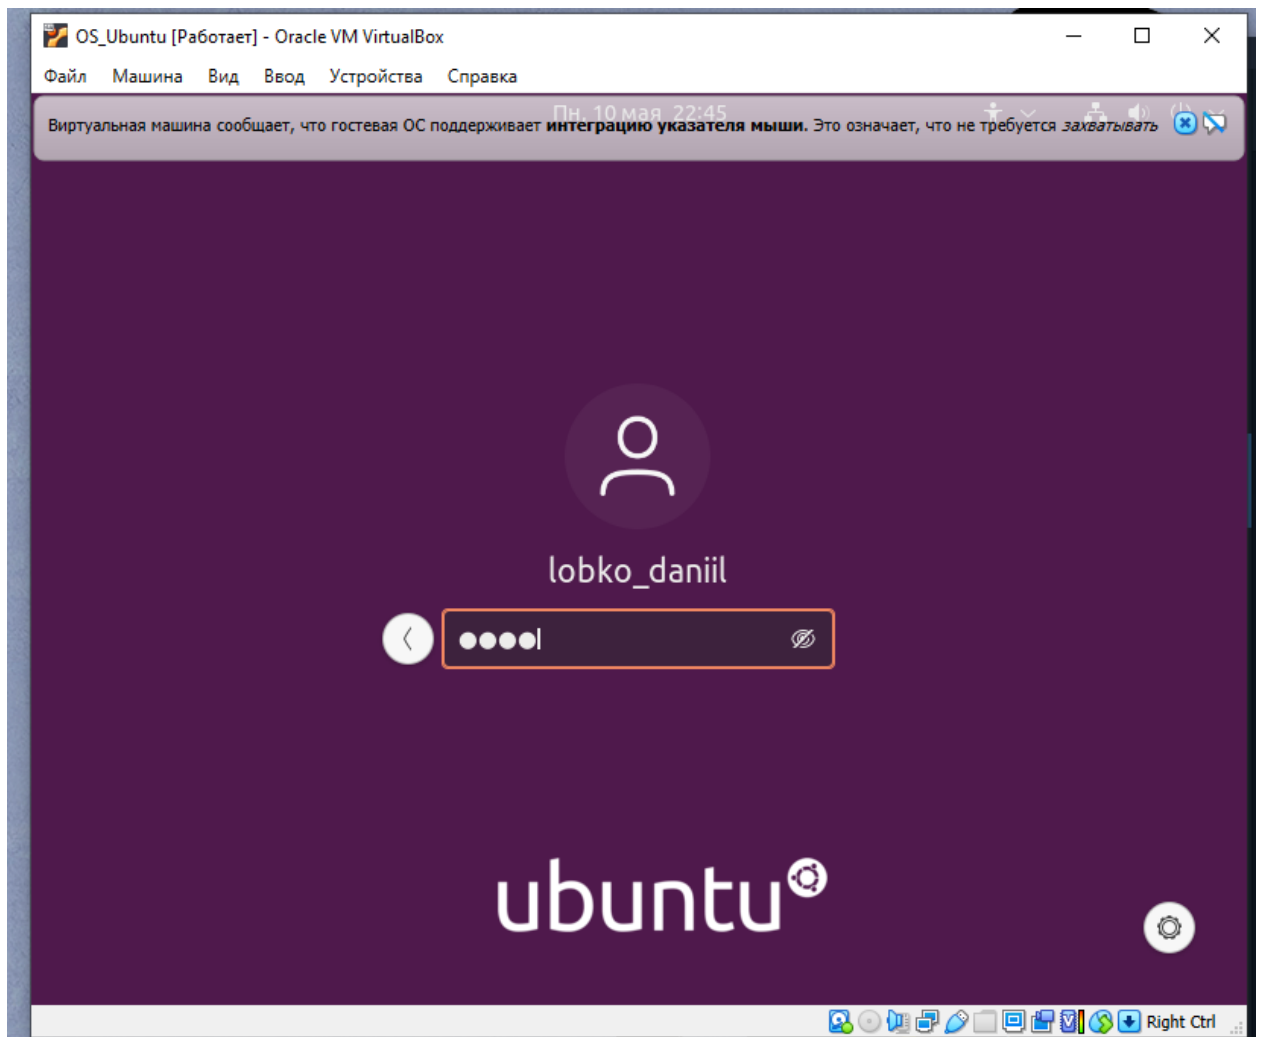 OS_Ubuntu [Работает] - Oracle VM VirtualBox
Файл Машина Вид Ввод Устройства Справка
Пн, 10 мая 22:45
Виртуальная машина сообщает, что гостевая ОС поддерживает интеграцию указателя мыши. Это означает, что не требуется захватывать
lobko_daniil
ubuntu
Right Ctrl